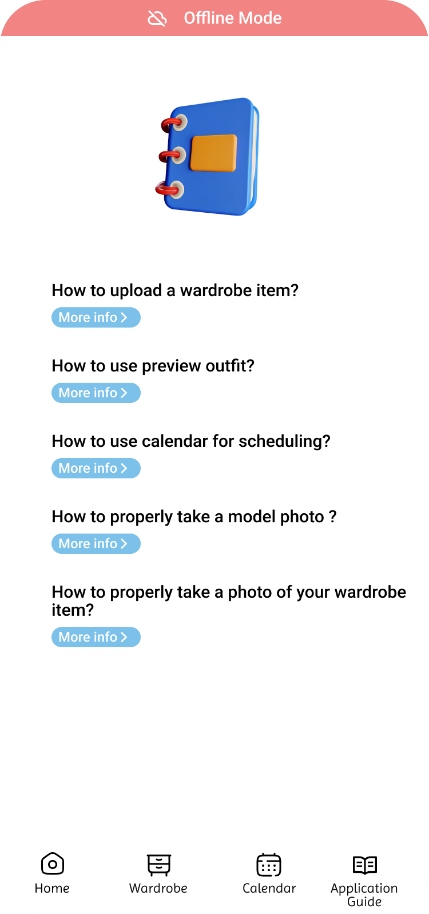 Offline Mode
How to upload a wardrobe item?
More info
How to use preview outfit?
More info
How to use calendar for scheduling?
More info
How to properly take a model photo ?
More info
How to properly take a photo of your wardrobe
item?
More info
Home
Wardrobe
Calendar
Application
Guide